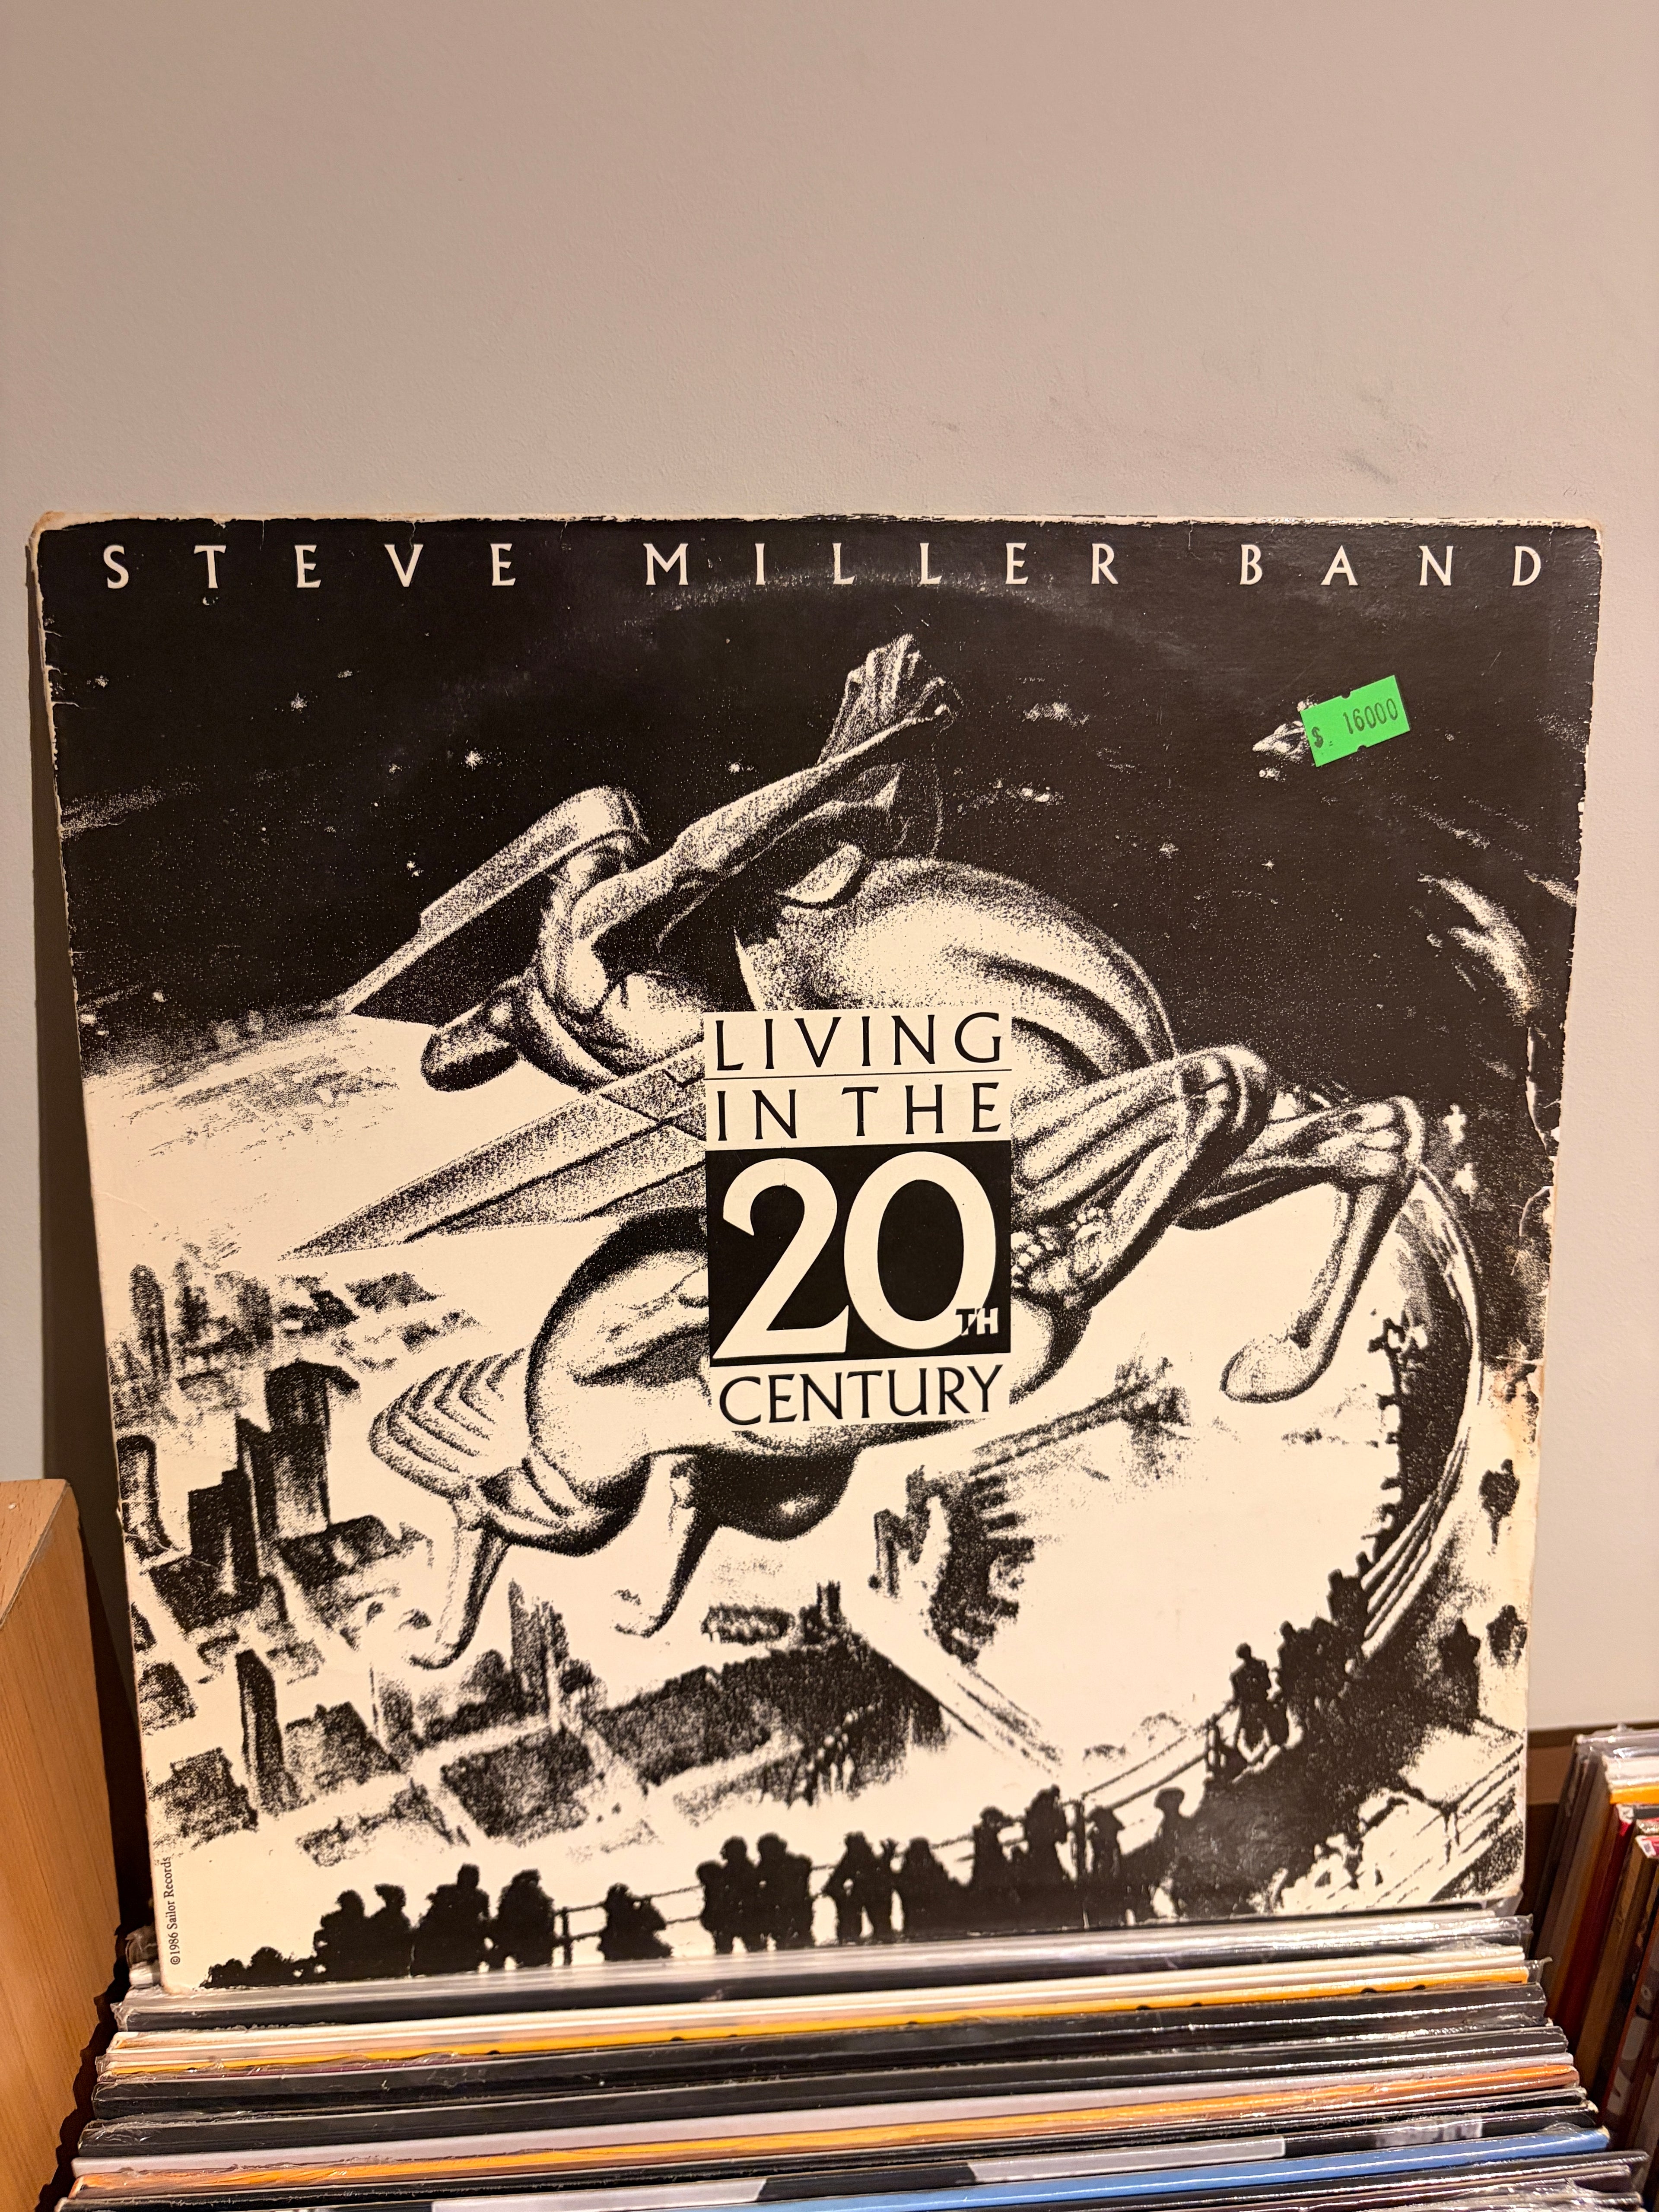 STEVE MILLER BAND
$. 16000
LIVING
IN THE
20TH
CENTURY
©1986 Sailor Records